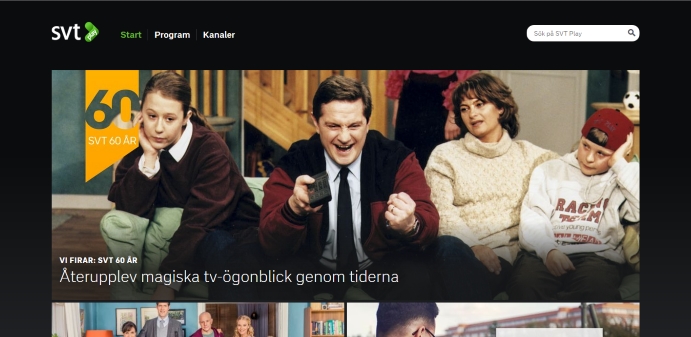 svt play
Start
Program
Kanaler
Sök på SVT Play
60
SVT 60 ÅR
RACING
TEAM
VI FIRAR: SVT 60 ÅR
Återupplev magiska tv-ögonblick genom tiderna